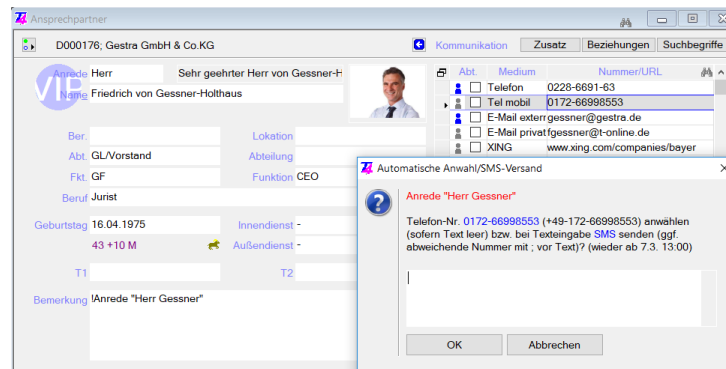 Ansprechpartner
D000176; Gestra GmbH & Co.KG
Kommunikation Zusatz Beziehungen Suchbegriffe
VIP
Anrede Herr Sehr geehrter Herr von Gessner-H
Name Friedrich von Gessner-Holthaus
Abt. Medium Nummer/URL
Telefon 0228-6691-63
Tel mobil 0172-66998553
E-Mail extern gessner@gestra.de
E-Mail privat fgessner@t-online.de
XING www.xing.com/companies/bayer
Ber. Lokation
Abt. GL/Vorstand Abteilung
Fkt. GF Funktion CEO
Beruf Jurist
Geburtstag 16.04.1975 Innendienst -
43 +10 M Außendienst -
T1 T2
Bemerkung !Anrede "Herr Gessner"
Automatische Anwahl/SMS-Versand
Anrede "Herr Gessner"
Telefon-Nr. 0172-66998553 (+49-172-66998553) anwählen
(sofern Text leer) bzw. bei Texteingabe SMS senden (ggf.
abweichende Nummer mit ; vor Text)? (wieder ab 7.3. 13:00)
OK Abbrechen